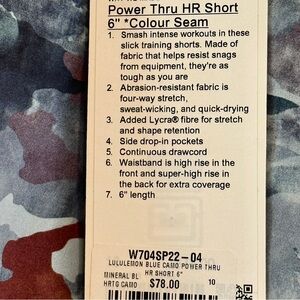 Power Thru HR Short
6" *Colour Seam
1. Smash intense workouts in these
slick training shorts. Made of
fabric that helps resist snags
from equipment, they're as
tough as you are
2. Abrasion-resistant fabric is
four-way stretch,
sweat-wicking, and quick-drying
3. Added Lycra® fibre for stretch
and shape retention
4. Side drop-in pockets
5. Continuous drawcord
6. Waistband is high rise in the
front and super-high rise in
the back for extra coverage
7. 6" length
W704SP22-04
LULULEMON BLUE CAMO POWER THRU
MINERAL BL HR SHORT 6"
HRTG CAMO $78.00 10